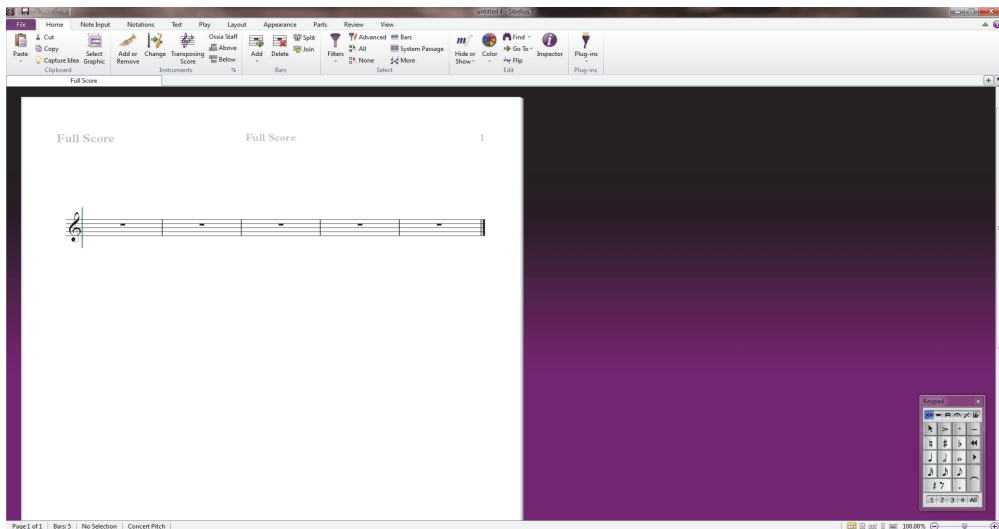 untitled 4 - Sibelius 7
File Home Note Input Notations Text Play Layout Appearance Parts Review View
Paste
Cut
Copy
Capture Idea
Select Graphic
Clipboard
Add or Remove
Change
Transposing Score
Ossia Staff
Above
Below
Instruments
Add
Delete
Split
Join
Bars
Filters
Advanced
All
None
Bars
System Passage
More
Select
Hide or Show
Color
Find
Go To
Flip
Inspector
Edit
Plug-ins
Plug-ins
Full Score
Full Score Full Score 1
Keypad
1 2 3 4 All
Page 1 of 1 Bars: 5 No Selection Concert Pitch 100.00%